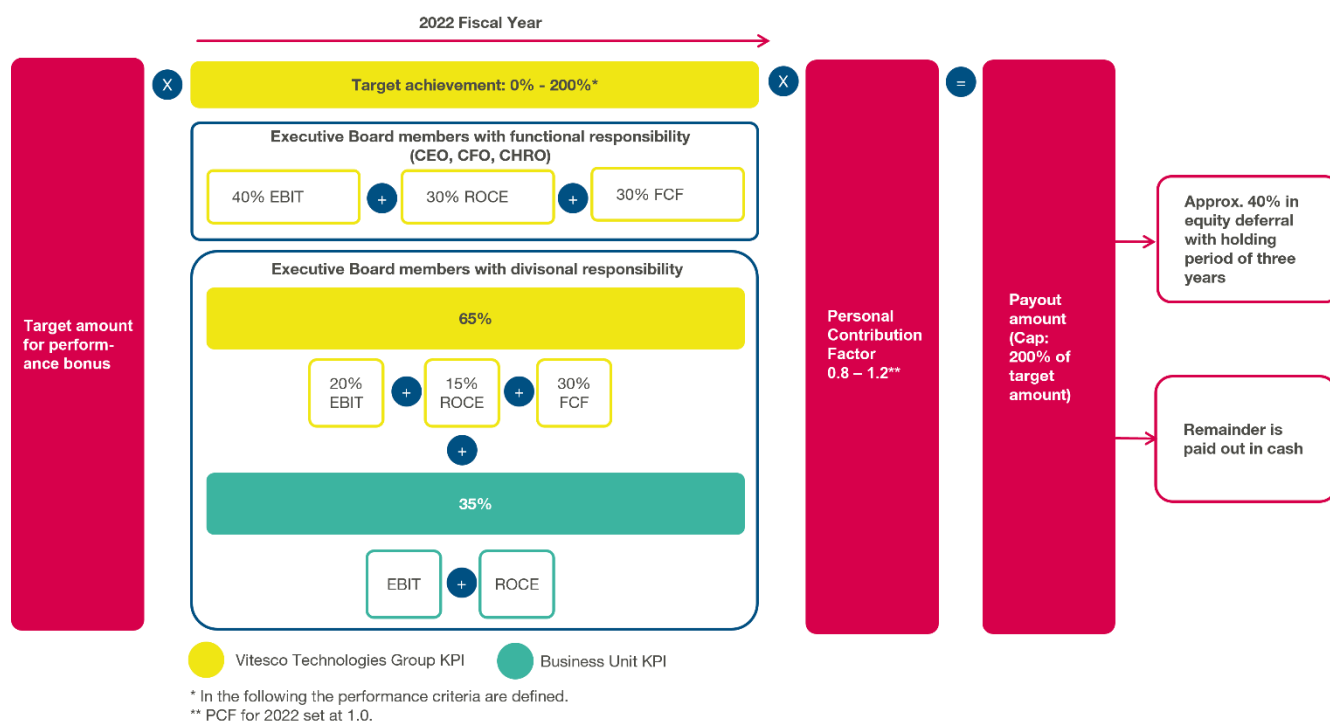 2022 Fiscal Year
Target amount
for perform-
ance bonus
X
Target achievement: 0% - 200%*
Executive Board members with functional responsibility
(CEO, CFO, CHRO)
40% EBIT
+
30% ROCE
+
30% FCF
Executive Board members with divisonal responsibility
65%
20%
EBIT
+
15%
ROCE
+
30%
FCF
+
35%
EBIT
+
ROCE
X
Personal
Contribution
Factor
0.8 – 1.2**
=
Payout
amount
(Cap:
200% of
target
amount)
Approx. 40% in
equity deferral
with holding
period of three
years
Remainder is
paid out in cash
Vitesco Technologies Group KPI
Business Unit KPI
* In the following the performance criteria are defined.
** PCF for 2022 set at 1.0.